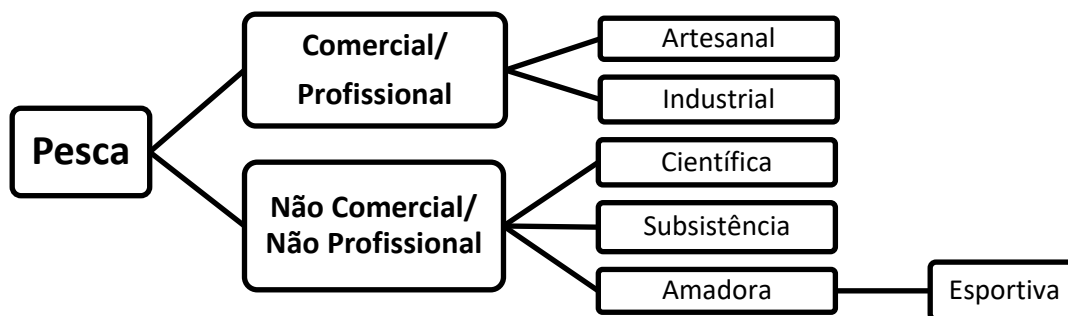 Pesca
Comercial/
Profissional
Artesanal
Industrial
Não Comercial/
Não Profissional
Científica
Subsistência
Amadora
Esportiva